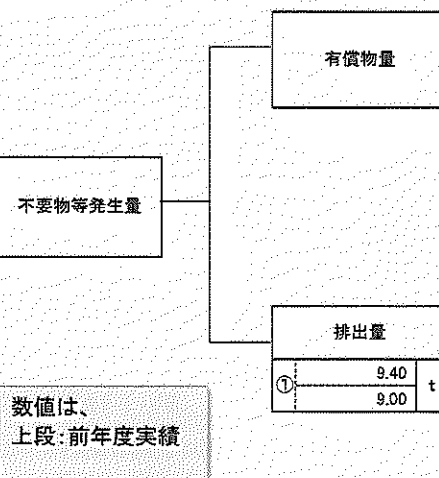 有償物量
不要物等発生量
排出量
① 9.40 t
9.00
数値は、
上段:前年度実績